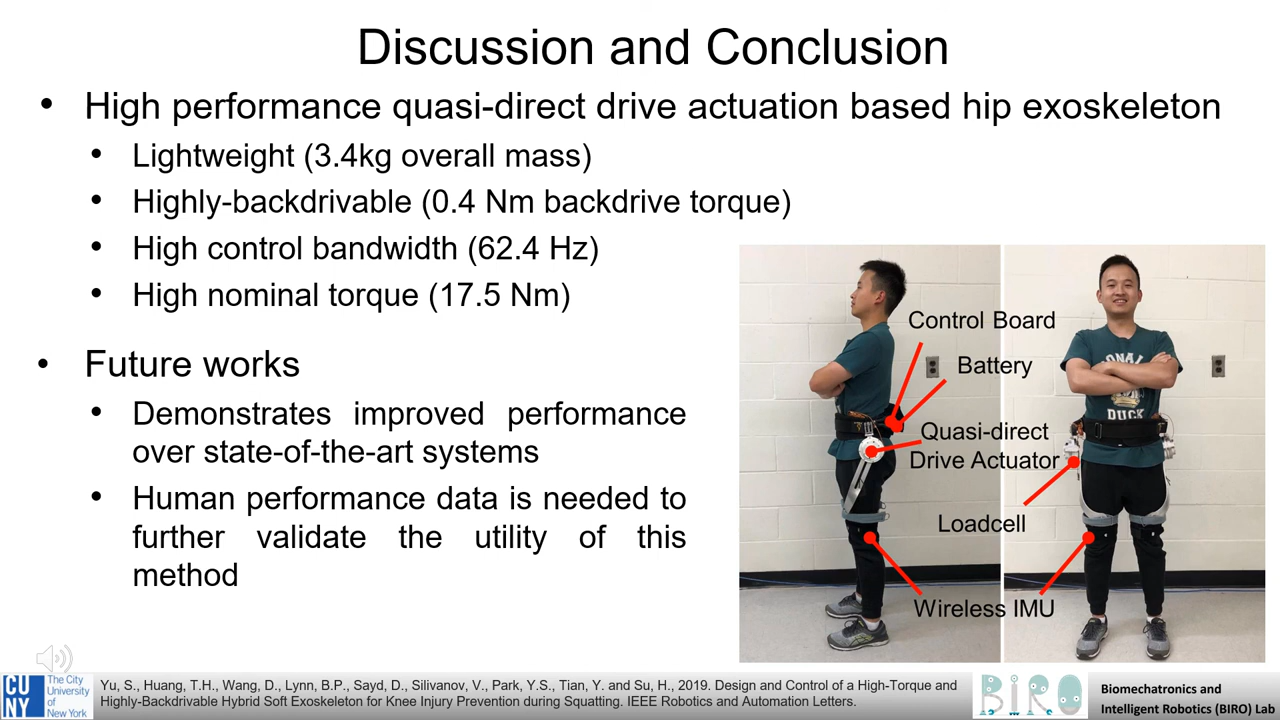 Discussion and Conclusion
• High performance quasi-direct drive actuation based hip exoskeleton
• Lightweight (3.4kg overall mass)
• Highly-backdrivable (0.4 Nm backdrive torque)
• High control bandwidth (62.4 Hz)
• High nominal torque (17.5 Nm)
• Future works
• Demonstrates improved performance
over state-of-the-art systems
• Human performance data is needed to
further validate the utility of this
method
Control Board
Battery
Quasi-direct
Drive Actuator
Loadcell
Wireless IMU
DUCK
CU
NY
The City
University
of
New York
Yu, S., Huang, T.H., Wang, D., Lynn, B.P., Sayd, D., Silivanov, V., Park, Y.S., Tian, Y. and Su, H., 2019. Design and Control of a High-Torque and
Highly-Backdrivable Hybrid Soft Exoskeleton for Knee Injury Prevention during Squatting. IEEE Robotics and Automation Letters.
BiRO
Biomechatronics and
Intelligent Robotics (BIRO) Lab